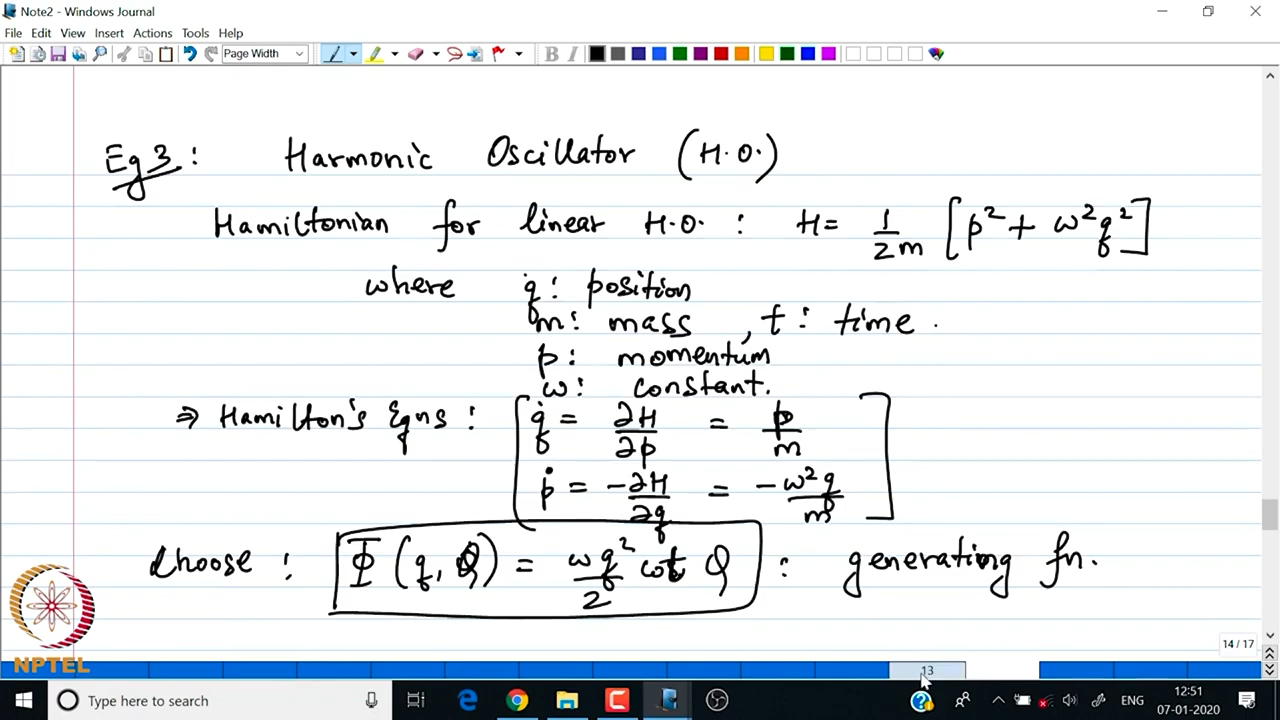 Note2 - Windows Journal
File Edit View Insert Actions Tools Help
Page Width B I
Eg 3: Harmonic Oscillator (H.O.)
Hamiltonian for linear H.O. : H = 1/2m [p² + ω²q²]
where q: position
m: mass , t: time .
p: momentum
ω: constant.
⇒ Hamilton's Eqns : [ q̇ = ∂H/∂p = p/m
ṗ = -∂H/∂q = -ω²q/m ]
Choose : Φ(q, Q) = ωq²/2 cot Q : generating fn.
14 / 17
NPTEL
13
Type here to search
ENG
12:51
07-01-2020